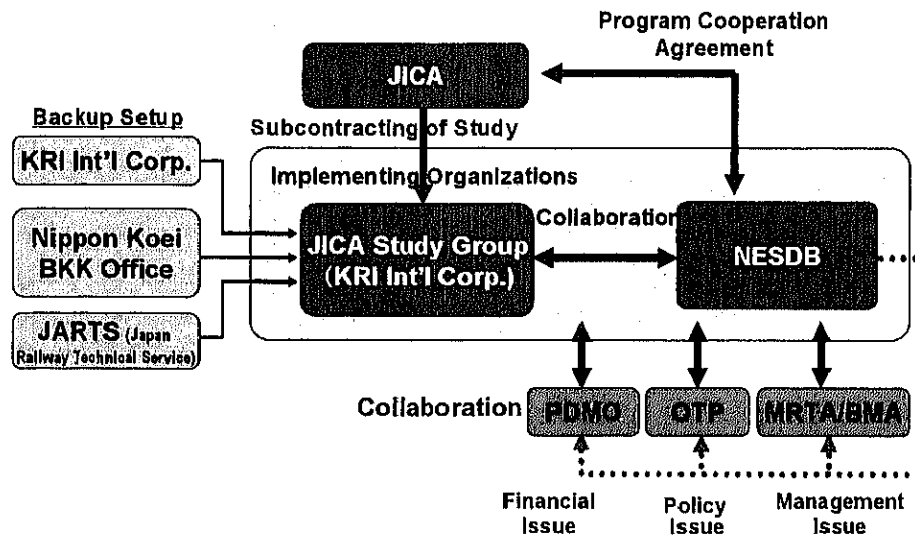 Program Cooperation
Agreement
JICA
Backup Setup
Subcontracting of Study
KRI Int'l Corp.
Implementing Organizations
Collaboration
Nippon Koei
BKK Office
JICA Study Group
(KRI Int'l Corp.)
NESDB
JARTS (Japan
Railway Technical Service)
Collaboration
PDMO
OTP
MRTA/BMA
Financial
Issue
Policy
Issue
Management
Issue